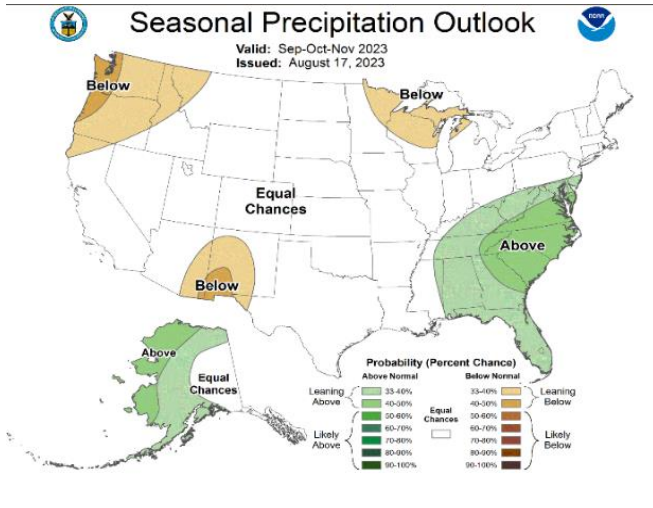 Seasonal Precipitation Outlook
NOAA
Valid: Sep-Oct-Nov 2023
Issued: August 17, 2023
Below
Below
Equal
Chances
Above
Below
Above
Equal
Chances
Probability (Percent Chance)
Above Normal
Below Normal
Leaning
Above
33-40%
40-50%
Likely
Above
50-60%
60-70%
70-80%
80-90%
90-100%
Equal
Chances
33-40%
40-50%
Leaning
Below
50-60%
60-70%
70-80%
80-90%
90-100%
Likely
Below